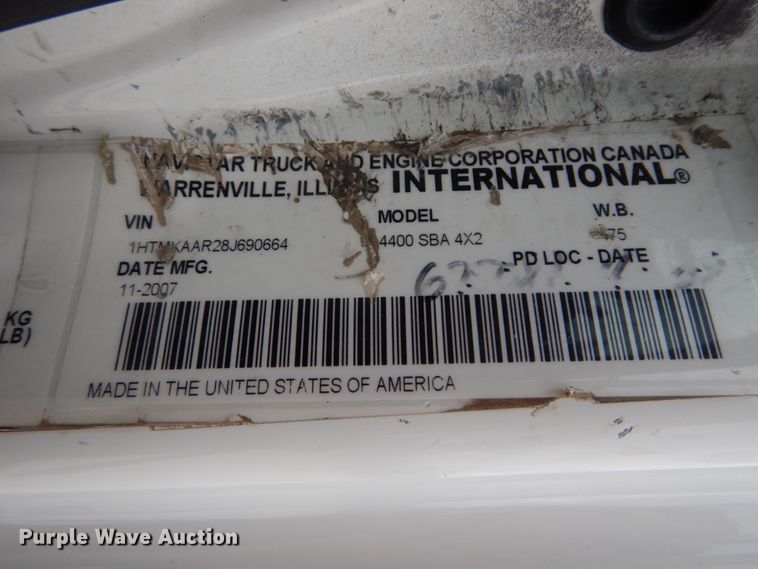 TRUCK AND ENGINE CORPORATION CANADA
WARRENVILLE, ILLINOIS INTERNATIONAL®
VIN MODEL W.B.
1HTMKAAR28J690664 4400 SBA 4X2
DATE MFG. PD LOC - DATE
11-2007
KG
LB)
MADE IN THE UNITED STATES OF AMERICA
Purple Wave Auction